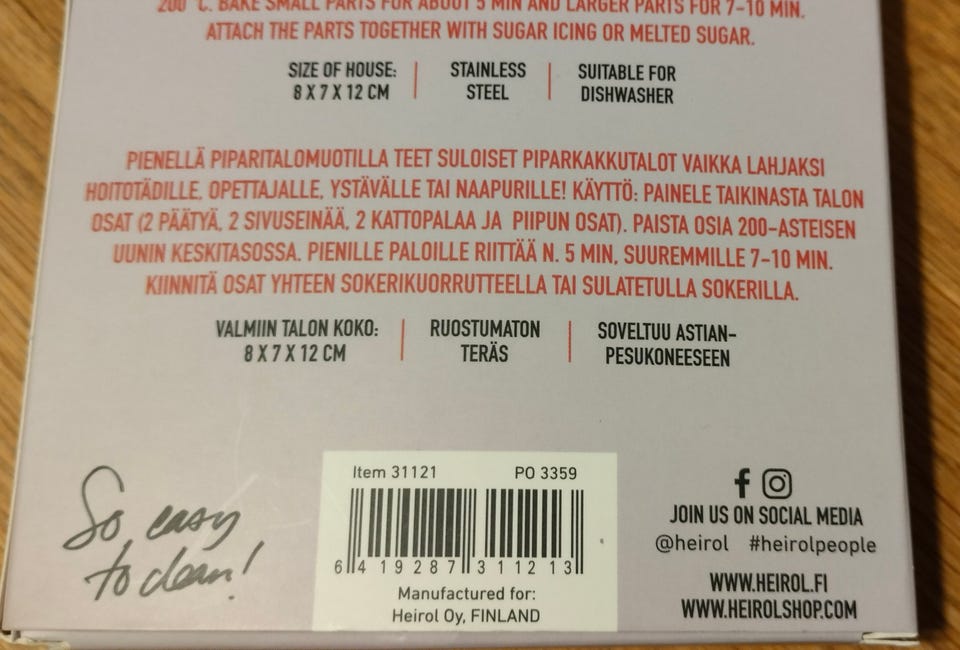 200 °C. BAKE SMALL PARTS FOR ABOUT 5 MIN AND LARGER PARTS FOR 7-10 MIN.
ATTACH THE PARTS TOGETHER WITH SUGAR ICING OR MELTED SUGAR.
SIZE OF HOUSE:
8 X 7 X 12 CM
STAINLESS
STEEL
SUITABLE FOR
DISHWASHER
PIENELLÄ PIPARITALOMUOTILLA TEET SULOISET PIPARKAKKUTALOT VAIKKA LAHJAKSI
HOITOTÄDILLE, OPETTAJALLE, YSTÄVÄLLE TAI NAAPURILLE! KÄYTTÖ: PAINELE TAIKINASTA TALON
OSAT (2 PÄÄTYÄ, 2 SIVUSEINÄÄ, 2 KATTOPALAA JA PIIPUN OSAT). PAISTA OSIA 200-ASTEISEN
UUNIN KESKITASOSSA. PIENILLE PALOILLE RIITTÄÄ N. 5 MIN, SUUREMMILLE 7-10 MIN.
KIINNITÄ OSAT YHTEEN SOKERIKUORRUTTEELLA TAI SULATETULLA SOKERILLA.
VALMIIN TALON KOKO:
8 X 7 X 12 CM
RUOSTUMATON
TERÄS
SOVELTUU ASTIAN-
PESUKONEESEEN
So easy
to clean!
Item 31121 PO 3359
6 419287 311213
Manufactured for:
Heirol Oy, FINLAND
JOIN US ON SOCIAL MEDIA
@heirol #heirolpeople
WWW.HEIROL.FI
WWW.HEIROLSHOP.COM